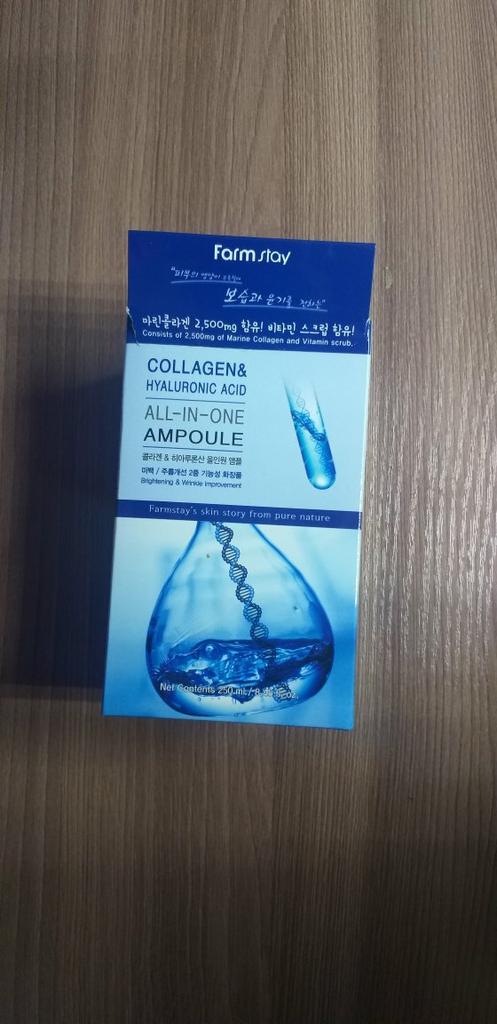 Farm stay
"피부의 영양이 부족할때
보습과 윤기를 전하는"
마린콜라겐 2,500mg 함유! 비타민 스크럽 함유!
Consists of 2,500mg of Marine Collagen and Vitamin scrub.
COLLAGEN&
HYALURONIC ACID
ALL-IN-ONE
AMPOULE
콜라겐 & 히아루론산 올인원 앰플
미백 / 주름개선 2중 기능성 화장품
Brightening & Wrinkle Improvement
Farmstay's skin story from pure nature
Net Contents 250 mL /